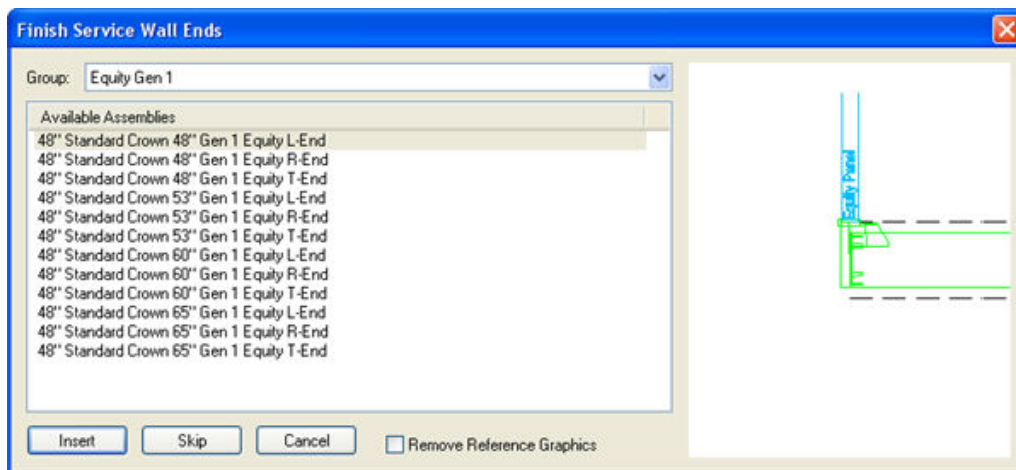 Finish Service Wall Ends
Group: Equity Gen 1
Available Assemblies
48" Standard Crown 48" Gen 1 Equity L-End
48" Standard Crown 48" Gen 1 Equity R-End
48" Standard Crown 48" Gen 1 Equity T-End
48" Standard Crown 53" Gen 1 Equity L-End
48" Standard Crown 53" Gen 1 Equity R-End
48" Standard Crown 53" Gen 1 Equity T-End
48" Standard Crown 60" Gen 1 Equity L-End
48" Standard Crown 60" Gen 1 Equity R-End
48" Standard Crown 60" Gen 1 Equity T-End
48" Standard Crown 65" Gen 1 Equity L-End
48" Standard Crown 65" Gen 1 Equity R-End
48" Standard Crown 65" Gen 1 Equity T-End
Equity Panel
Insert Skip Cancel Remove Reference Graphics